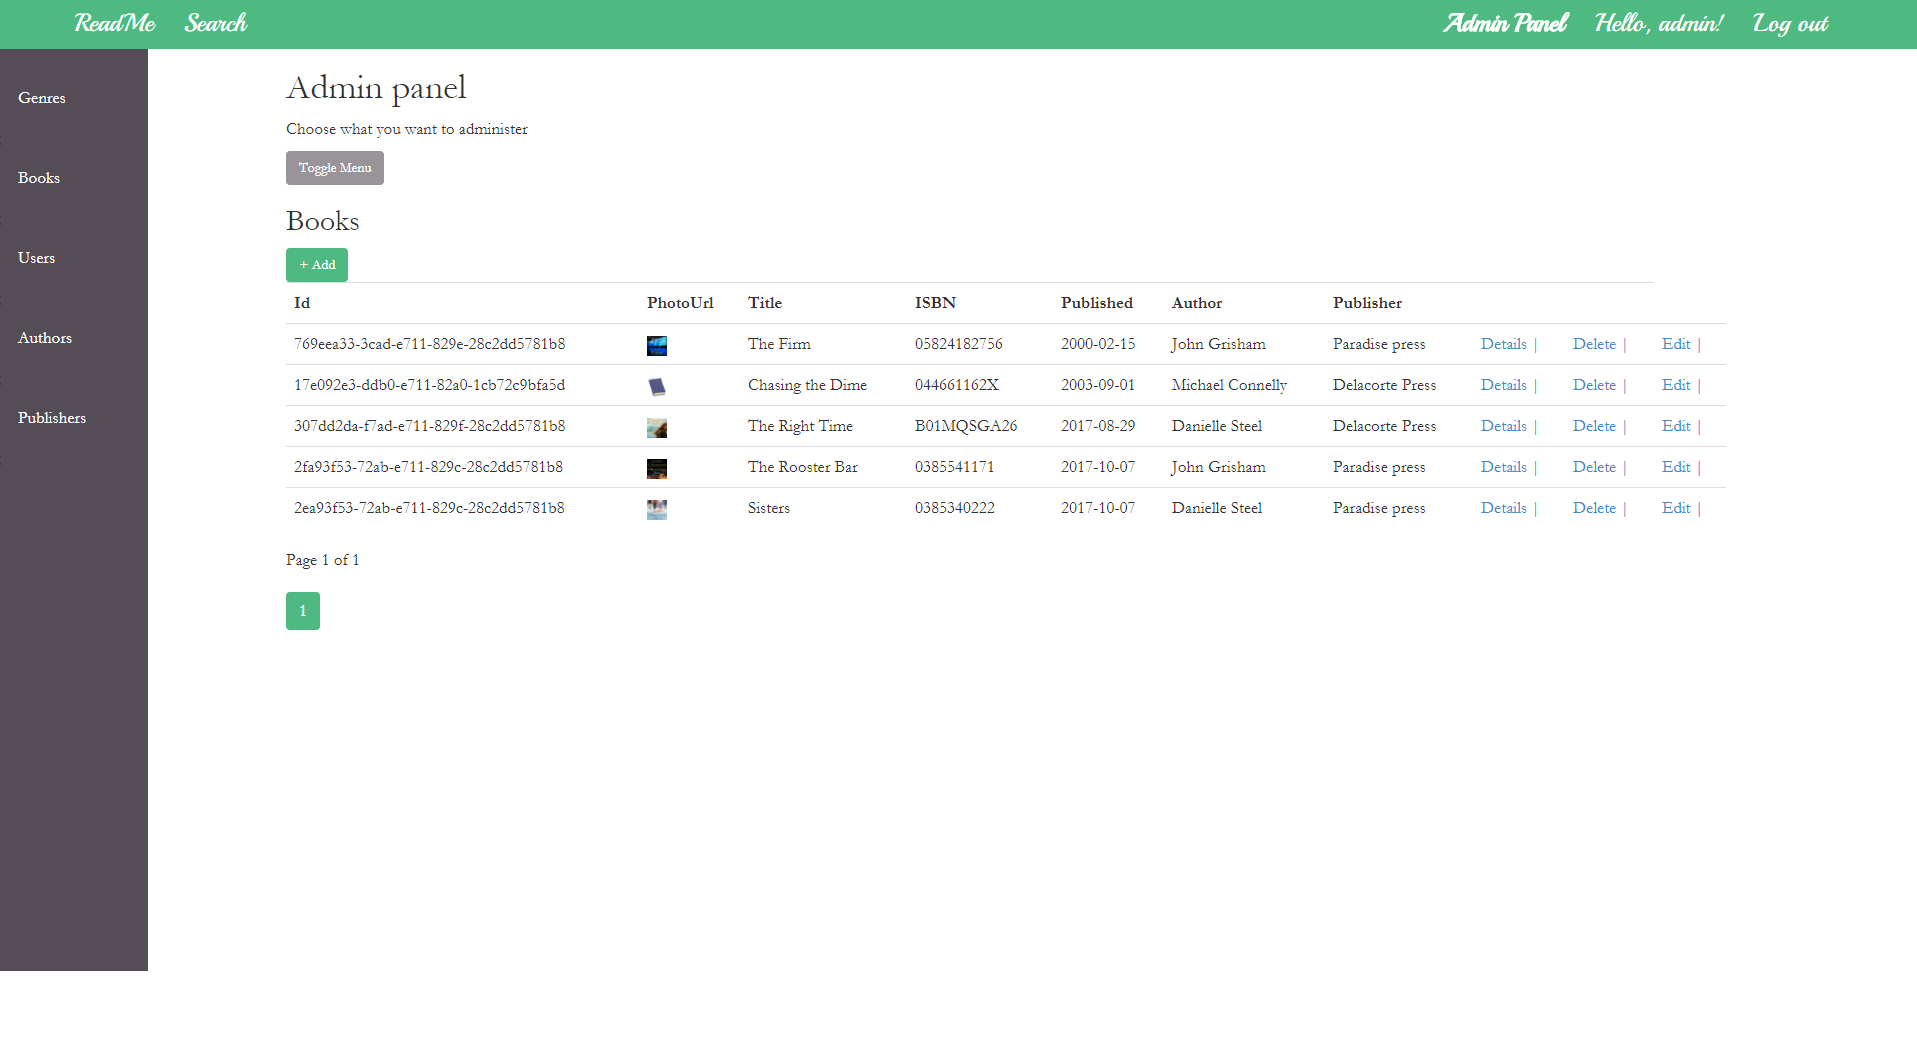 ReadMe Search Admin Panel Hello, admin! Log out
Genres
Books
Users
Authors
Publishers
Admin panel
Choose what you want to administer
Toggle Menu
Books
+ Add
Id PhotoUrl Title ISBN Published Author Publisher
769eea33-3cad-e711-829e-28c2dd5781b8 The Firm 05824182756 2000-02-15 John Grisham Paradise press Details | Delete | Edit |
17e092e3-ddb0-e711-82a0-1cb72c9bfa5d Chasing the Dime 044661162X 2003-09-01 Michael Connelly Delacorte Press Details | Delete | Edit |
307dd2da-f7ad-e711-829f-28c2dd5781b8 The Right Time B01MQSGA26 2017-08-29 Danielle Steel Delacorte Press Details | Delete | Edit |
2fa93f53-72ab-e711-829c-28c2dd5781b8 The Rooster Bar 0385541171 2017-10-07 John Grisham Paradise press Details | Delete | Edit |
2ea93f53-72ab-e711-829c-28c2dd5781b8 Sisters 0385340222 2017-10-07 Danielle Steel Paradise press Details | Delete | Edit |
Page 1 of 1
1